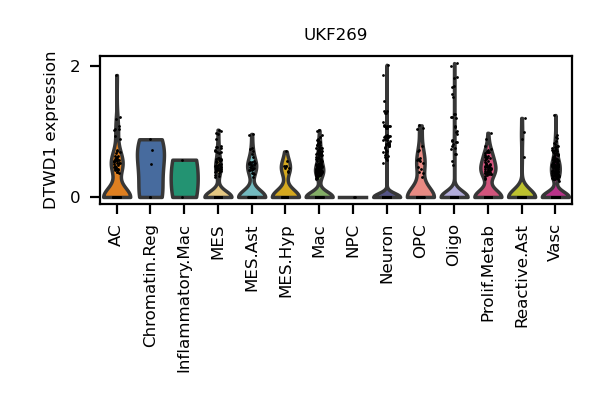 UKF269
DTWD1 expression
2
0
AC
Chromatin.Reg
Inflammatory.Mac
MES
MES.Ast
MES.Hyp
Mac
NPC
Neuron
OPC
Oligo
Prolif.Metab
Reactive.Ast
Vasc